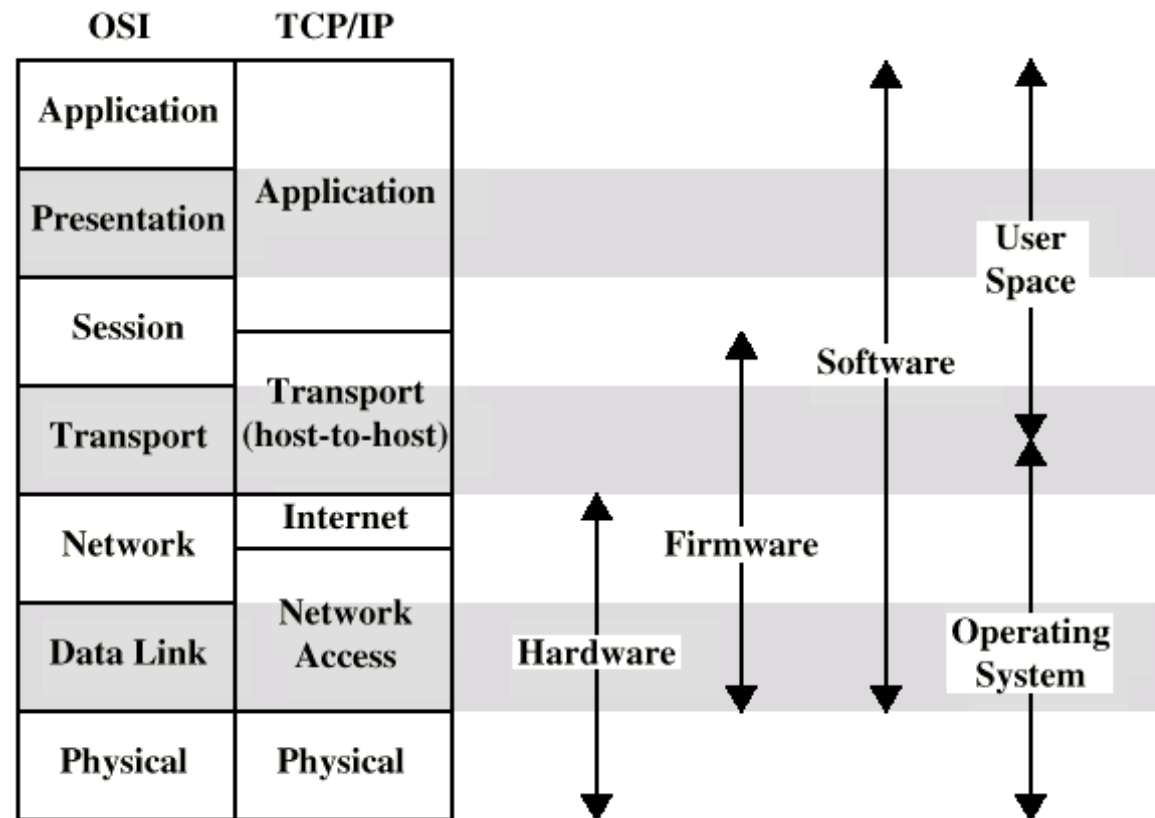 OSI
TCP/IP
Application
Presentation
Session
Transport
Network
Data Link
Physical
Application
Transport
(host-to-host)
Internet
Network
Access
Physical
Hardware
Firmware
Software
User
Space
Operating
System